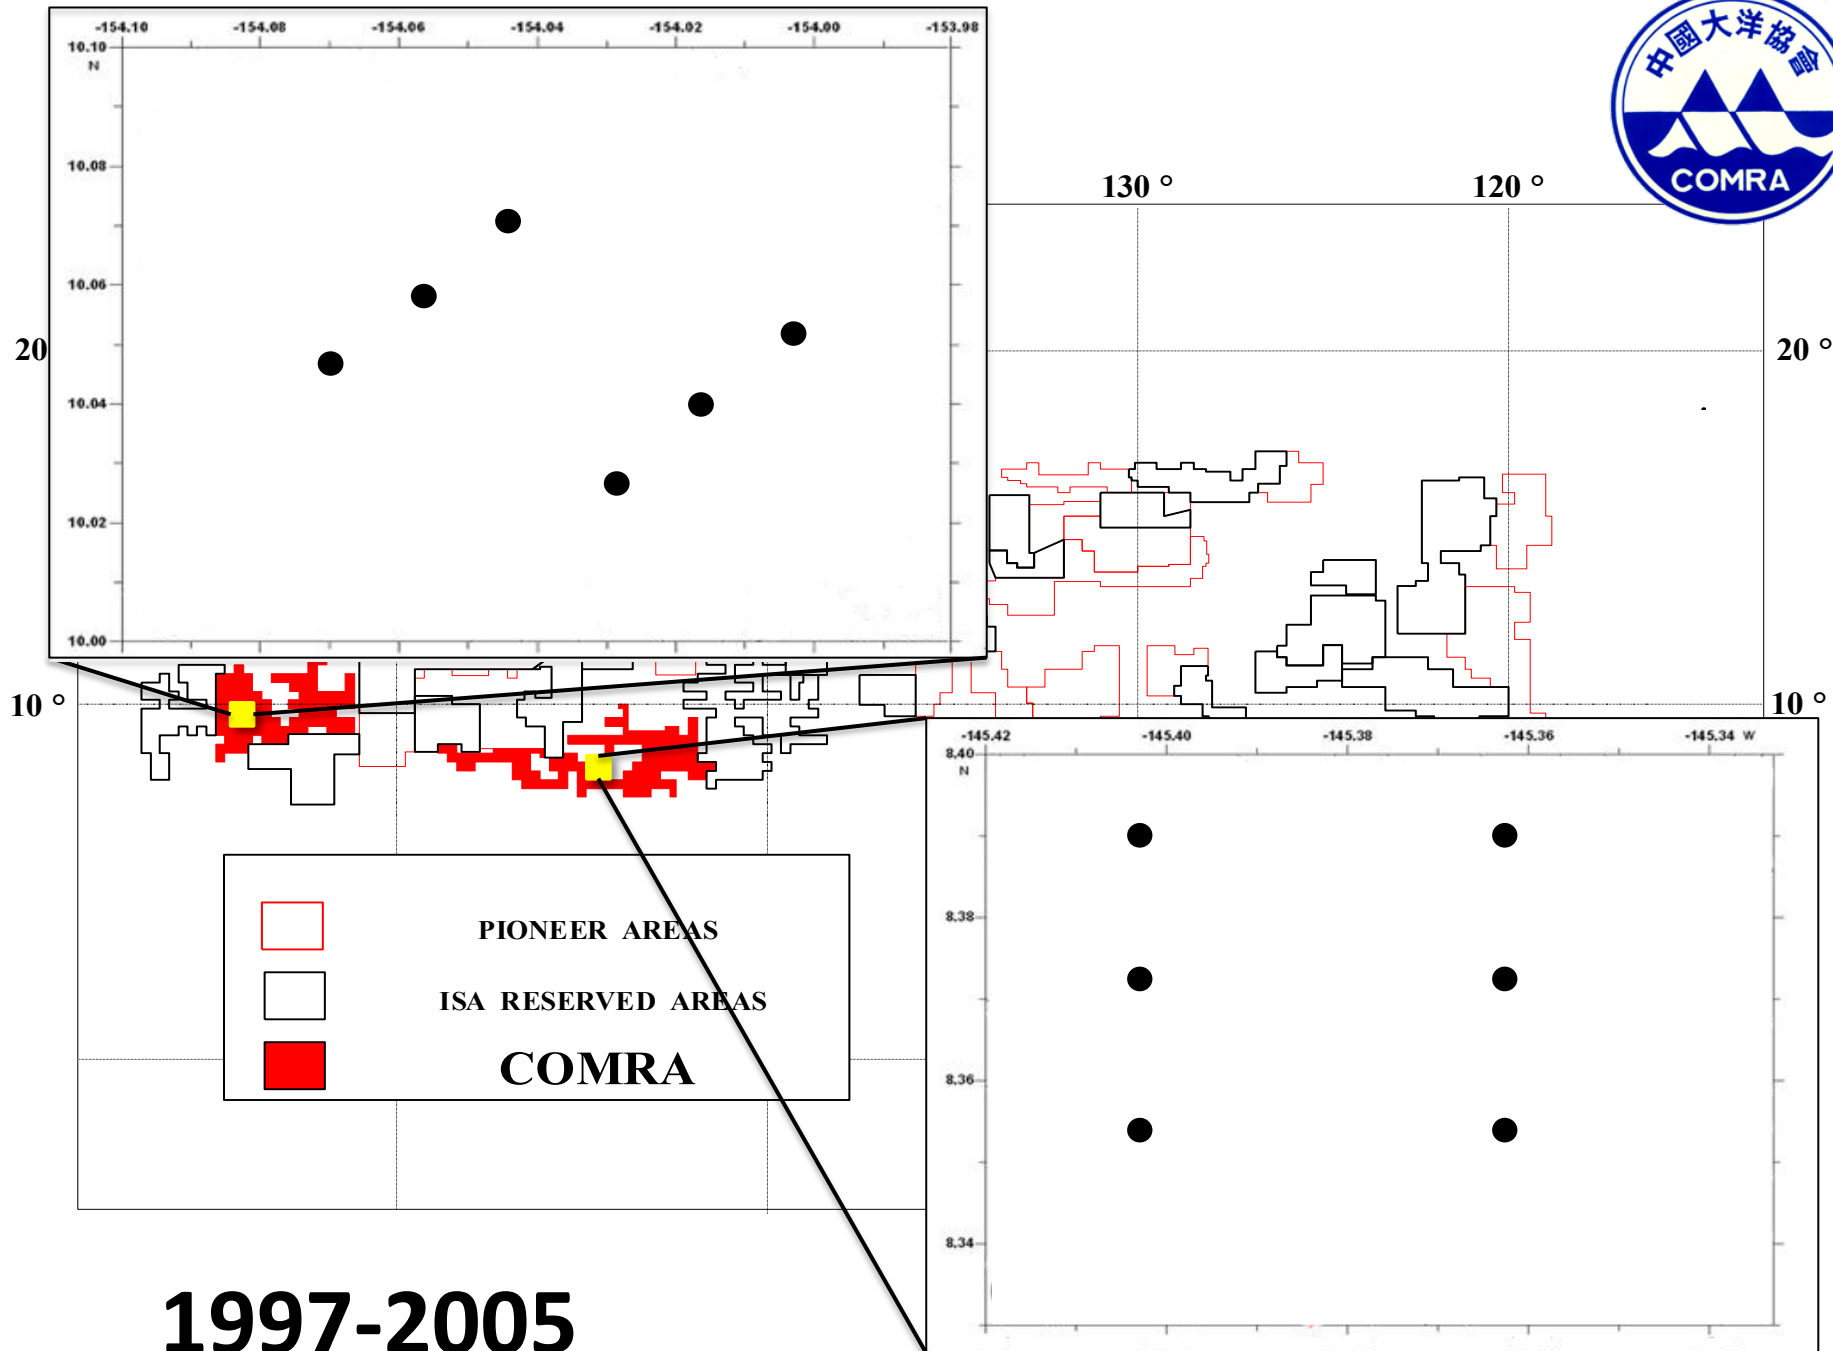 -154.10 -154.08 -154.06 -154.04 -154.02 -154.00 -153.98
10.10
N
10.08
10.06
10.04
10.02
10.00
中國大洋協會
COMRA
130 ° 120 °
20 20 °
10 ° 10 °
-145.42 -145.40 -145.38 -145.36 -145.34 W
8.40
N
8.38
8.36
8.34
PIONEER AREAS
ISA RESERVED AREAS
COMRA
1997-2005